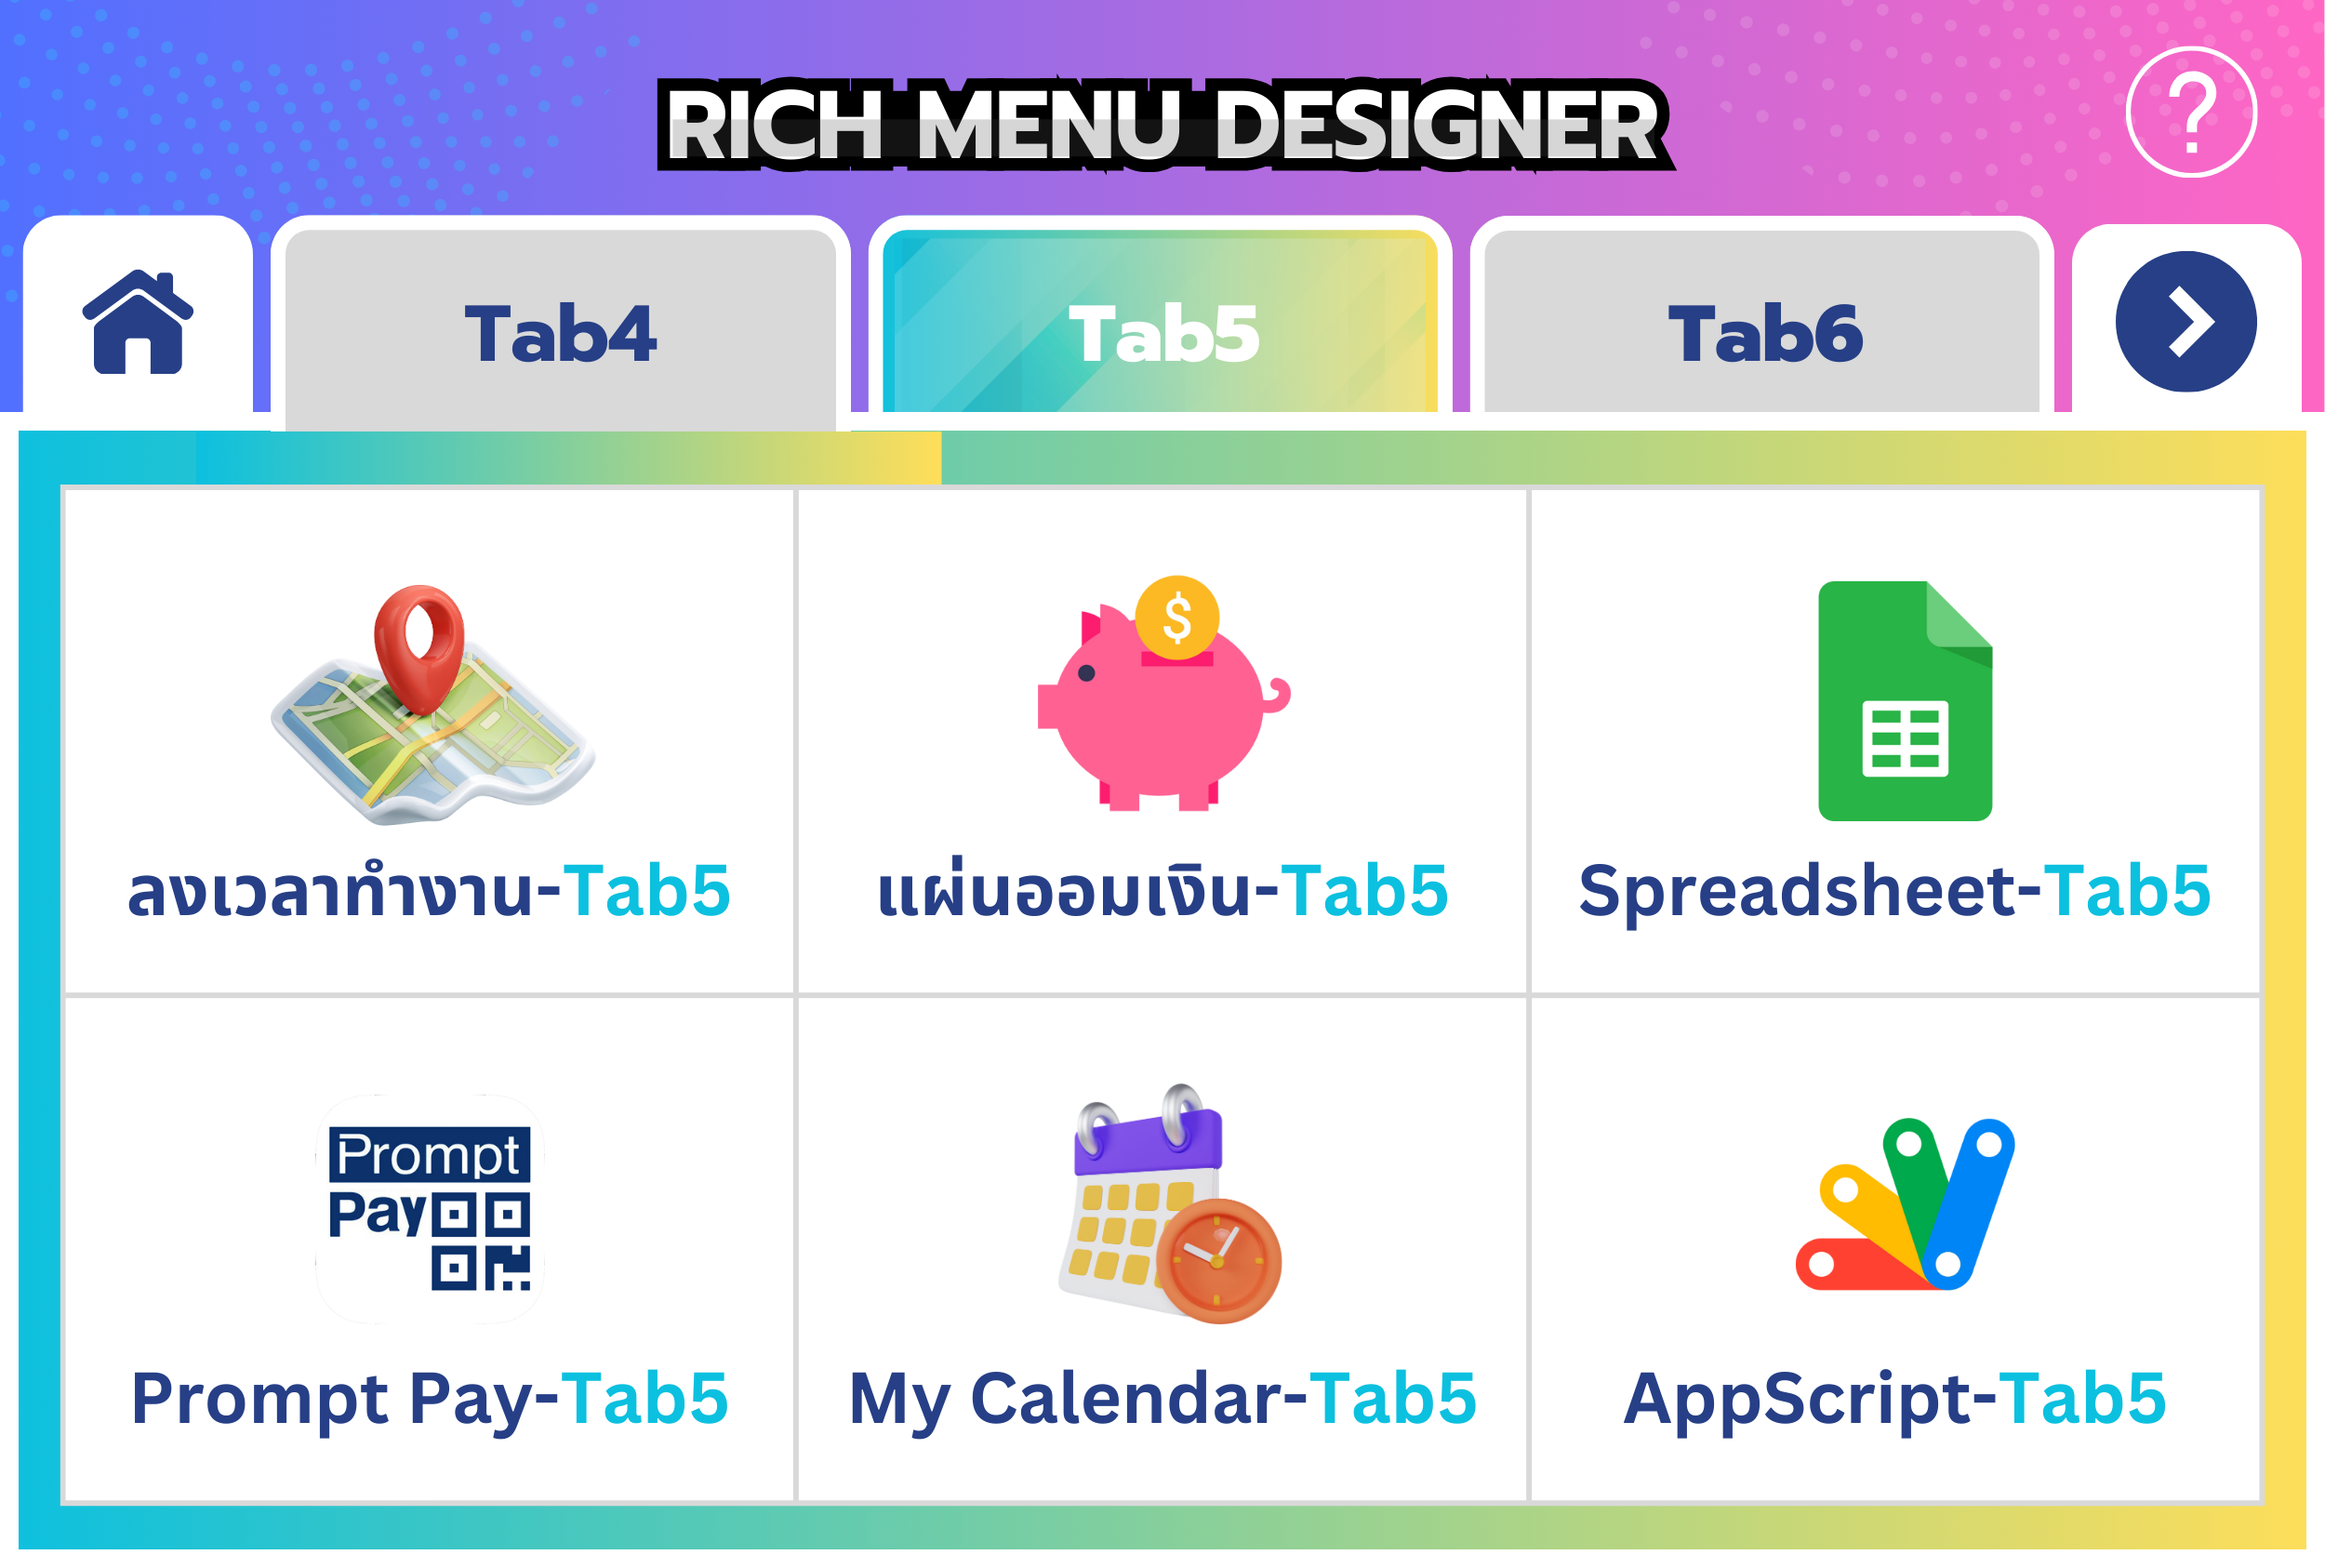 RICH MENU DESIGNER
?
Tab4
Tab5
Tab6
$
ลงเวลาทำงาน-Tab5
แผ่นออมเงิน-Tab5
Spreadsheet-Tab5
Prompt
Pay
Prompt Pay-Tab5
My Calendar-Tab5
AppScript-Tab5